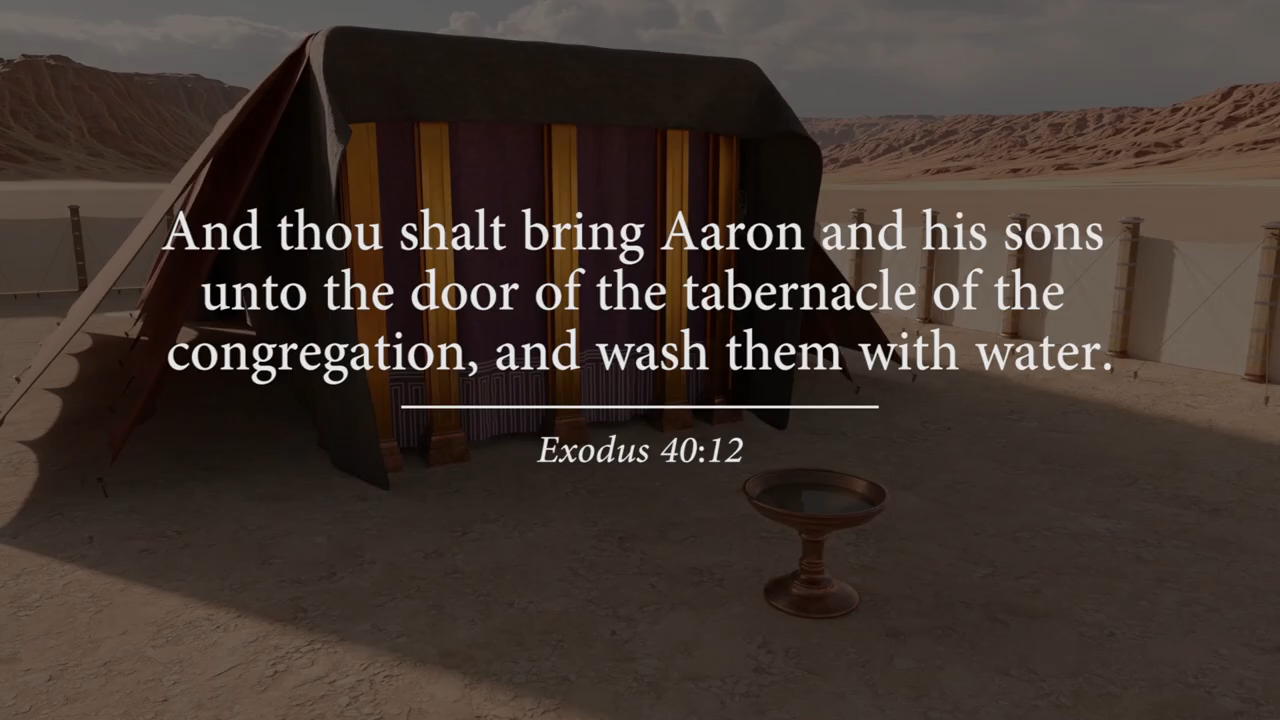 And thou shalt bring Aaron and his sons
unto the door of the tabernacle of the
congregation, and wash them with water.
Exodus 40:12